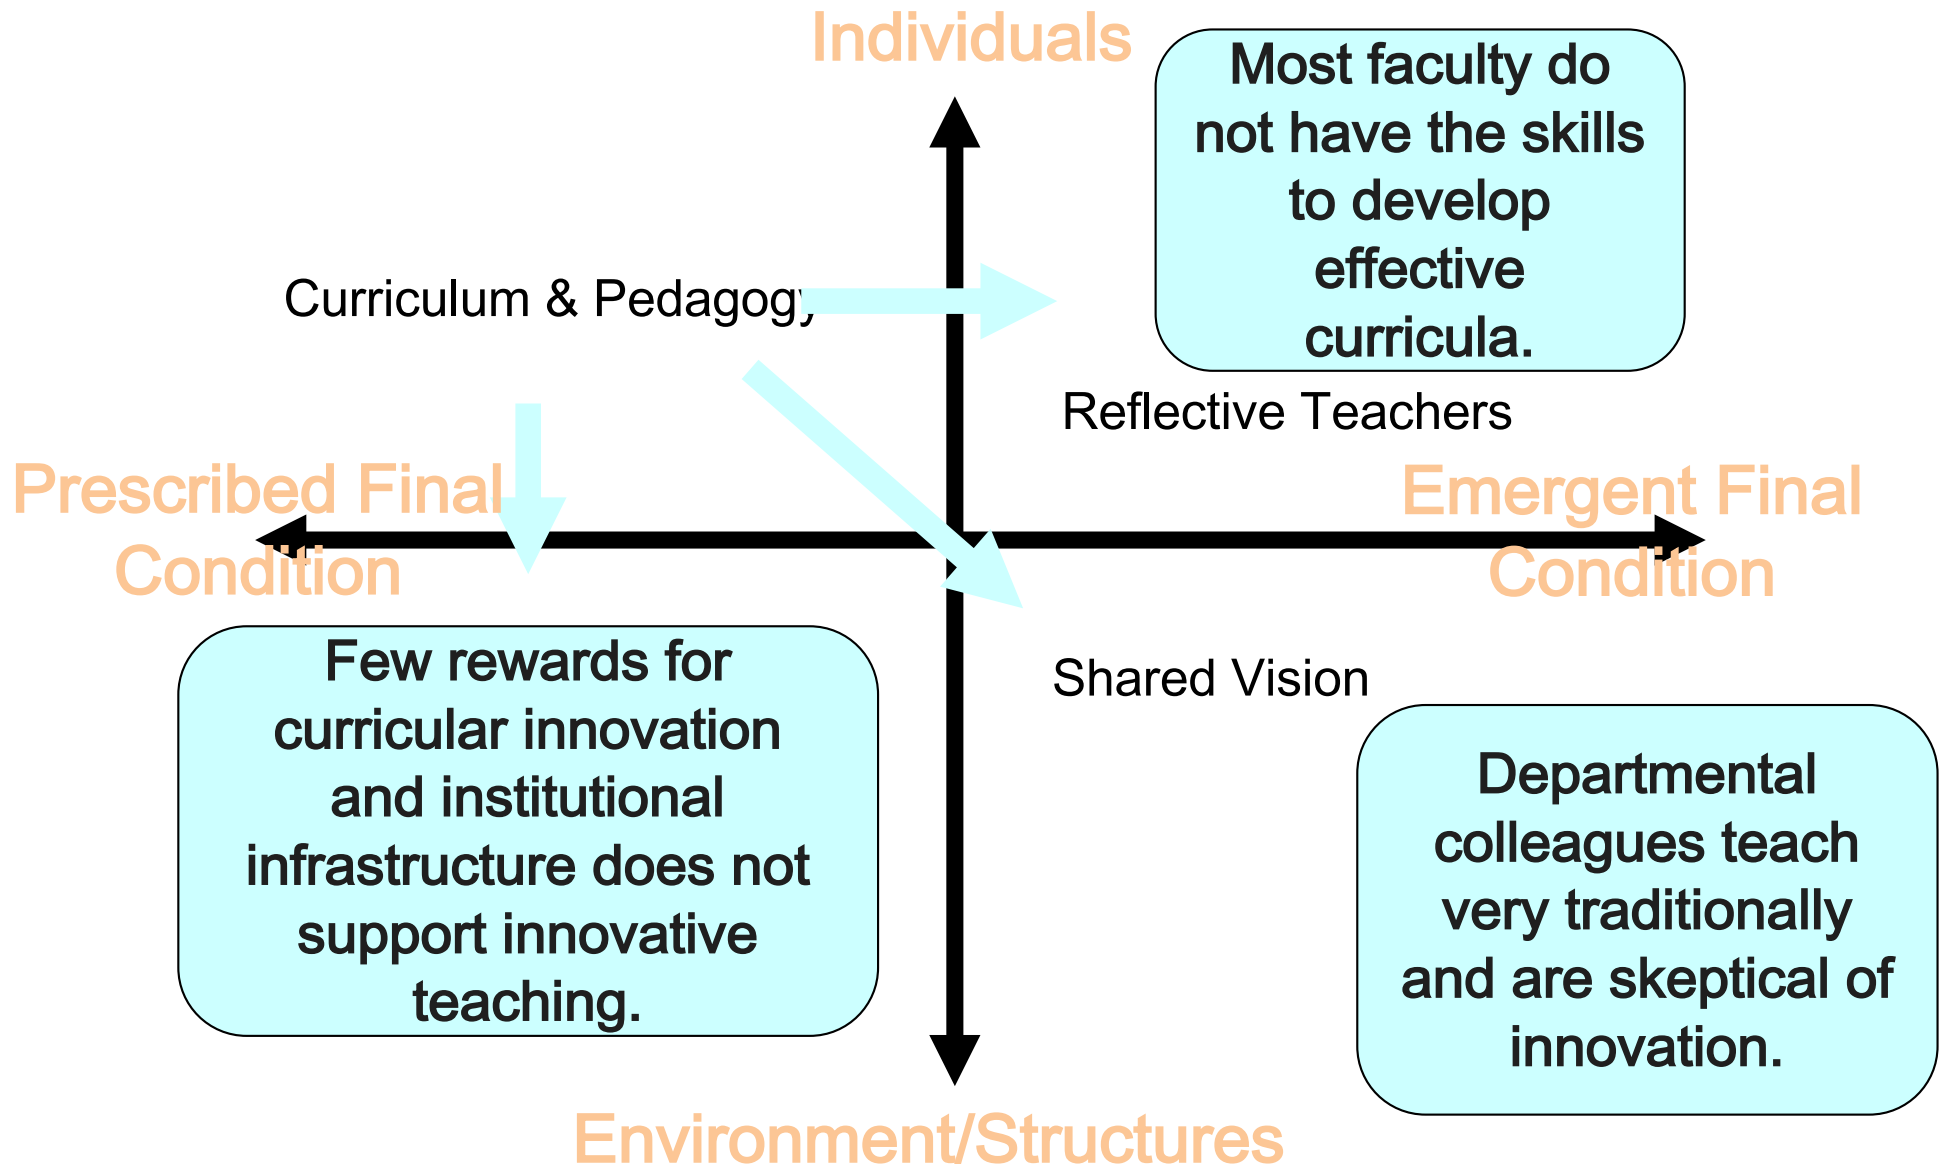 Individuals
Most faculty do
not have the skills
to develop
effective
curricula.
Curriculum & Pedagogy
Reflective Teachers
Prescribed Final
Condition
Emergent Final
Condition
Few rewards for
curricular innovation
and institutional
infrastructure does not
support innovative
teaching.
Shared Vision
Departmental
colleagues teach
very traditionally
and are skeptical of
innovation.
Environment/Structures